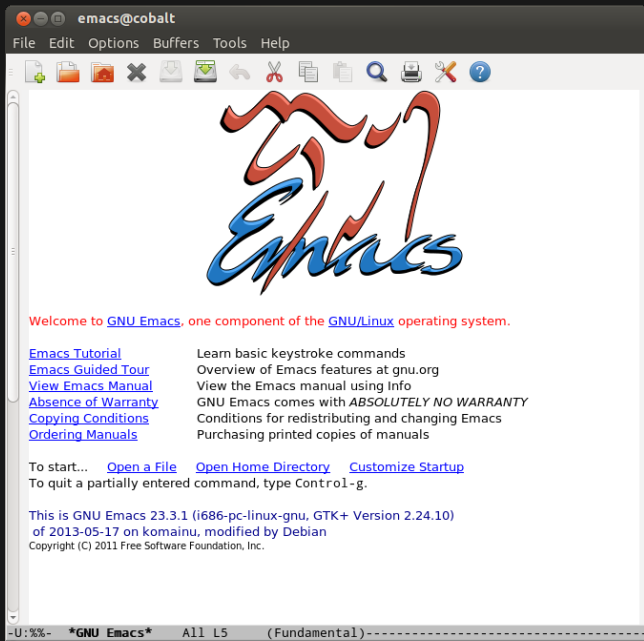 emacs@cobalt
File Edit Options Buffers Tools Help
Emacs
Welcome to GNU Emacs, one component of the GNU/Linux operating system.
Emacs Tutorial Learn basic keystroke commands
Emacs Guided Tour Overview of Emacs features at gnu.org
View Emacs Manual View the Emacs manual using Info
Absence of Warranty GNU Emacs comes with ABSOLUTELY NO WARRANTY
Copying Conditions Conditions for redistributing and changing Emacs
Ordering Manuals Purchasing printed copies of manuals
To start... Open a File Open Home Directory Customize Startup
To quit a partially entered command, type Control-g.
This is GNU Emacs 23.3.1 (i686-pc-linux-gnu, GTK+ Version 2.24.10)
of 2013-05-17 on komainu, modified by Debian
Copyright (C) 2011 Free Software Foundation, Inc.
-U:%%- *GNU Emacs* All L5 (Fundamental)-----------------------------------